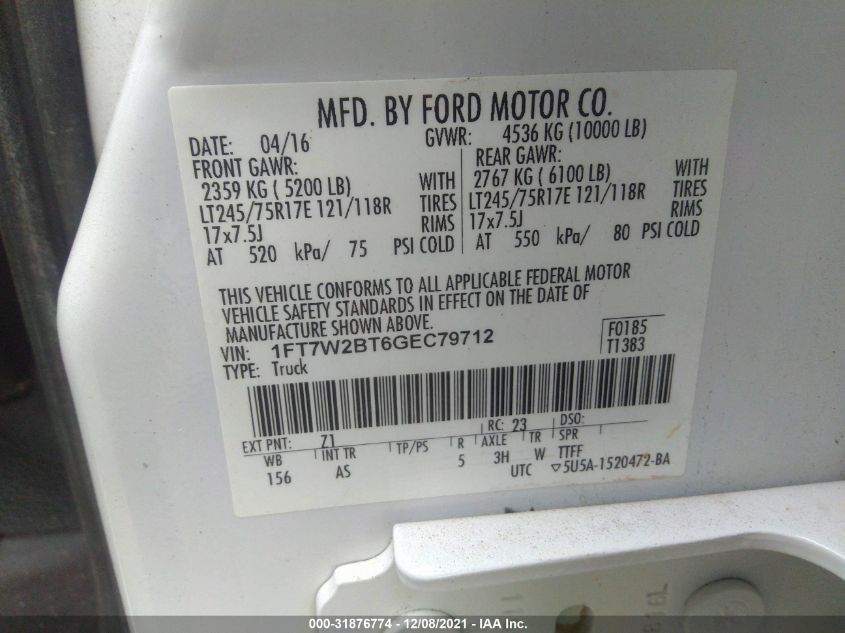 MFD. BY FORD MOTOR CO.
DATE: 04/16 GVWR: 4536 KG (10000 LB)
FRONT GAWR: REAR GAWR:
2359 KG ( 5200 LB) WITH 2767 KG ( 6100 LB) WITH
LT245/75R17E 121/118R TIRES LT245/75R17E 121/118R TIRES
17x7.5J RIMS 17x7.5J RIMS
AT 520 kPa/ 75 PSI COLD AT 550 kPa/ 80 PSI COLD
THIS VEHICLE CONFORMS TO ALL APPLICABLE FEDERAL MOTOR
VEHICLE SAFETY STANDARDS IN EFFECT ON THE DATE OF
MANUFACTURE SHOWN ABOVE.
VIN: 1FT7W2BT6GEC79712 F0185
TYPE: Truck T1383
EXT PNT: Z1 RC: 23 DSO:
WB INT TR TP/PS R AXLE TR SPR
156 AS 5 3H W TTFF
UTC ▽5U5A-1520472-BA
000-31876774 - 12/08/2021 - IAA Inc.